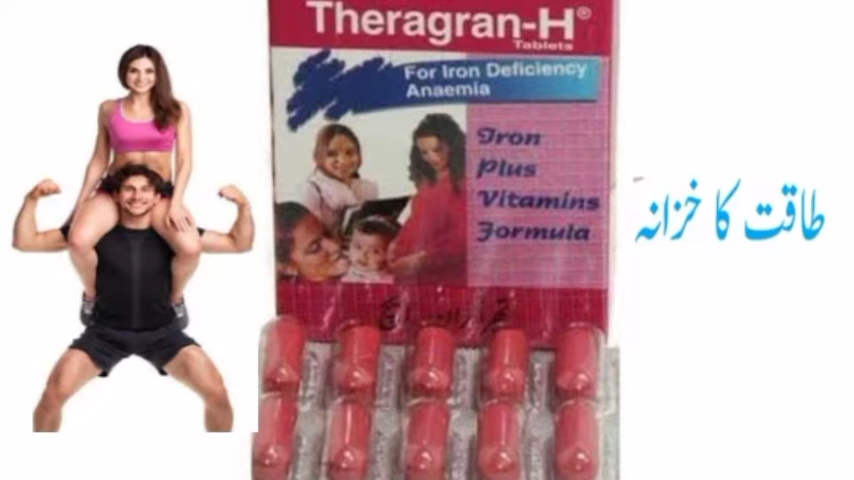 Theragran-H®
Tablets
For Iron Deficiency
Anaemia
Iron
Plus
Vitamins
Formula
طاقت کا خزانہ